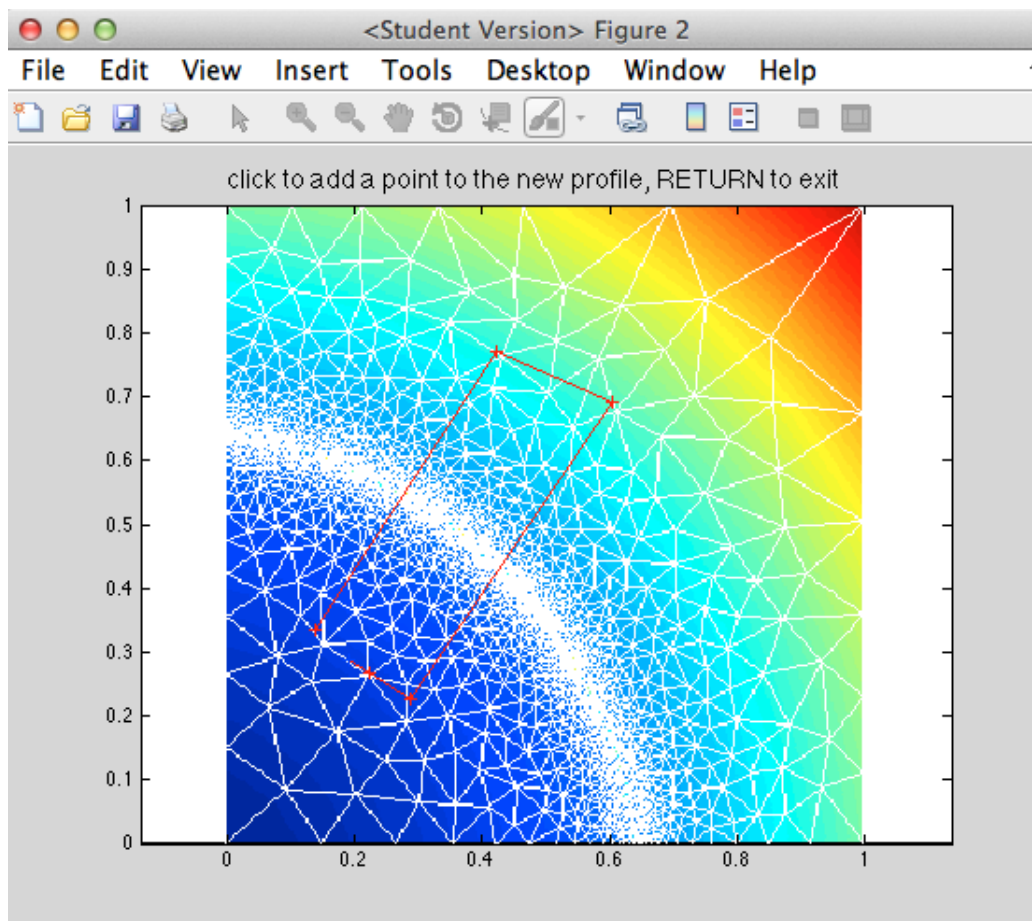 <Student Version> Figure 2
File Edit View Insert Tools Desktop Window Help
click to add a point to the new profile, RETURN to exit
1
0.9
0.8
0.7
0.6
0.5
0.4
0.3
0.2
0.1
0
0 0.2 0.4 0.6 0.8 1